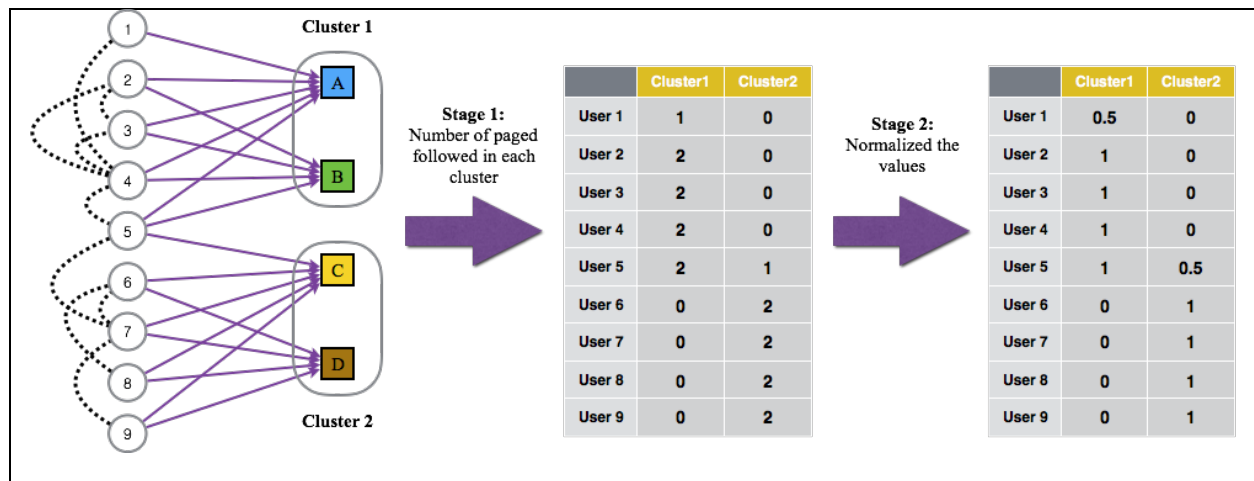 1
2
3
4
5
6
7
8
9
Cluster 1
A
B
C
D
Cluster 2
Stage 1:
Number of paged
followed in each
cluster
Cluster1 Cluster2
User 1 1 0
User 2 2 0
User 3 2 0
User 4 2 0
User 5 2 1
User 6 0 2
User 7 0 2
User 8 0 2
User 9 0 2
Stage 2:
Normalized the
values
Cluster1 Cluster2
User 1 0.5 0
User 2 1 0
User 3 1 0
User 4 1 0
User 5 1 0.5
User 6 0 1
User 7 0 1
User 8 0 1
User 9 0 1